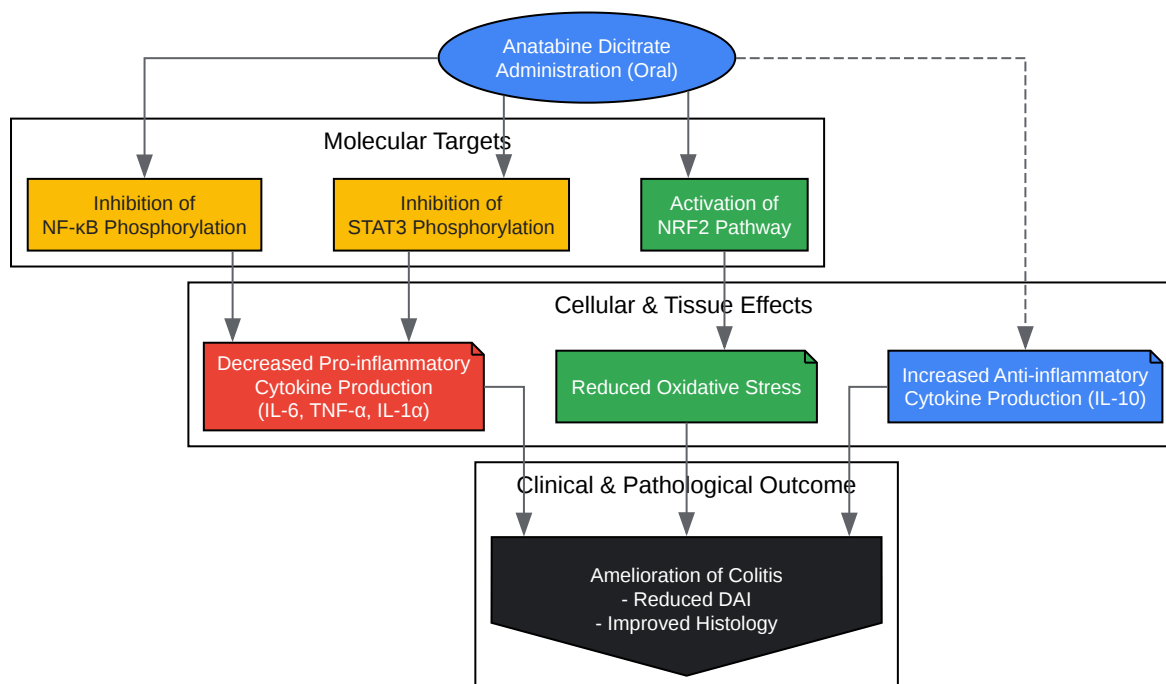 Anatabine Dicitrate
Administration (Oral)
Molecular Targets
Inhibition of
NF-κB Phosphorylation
Inhibition of
STAT3 Phosphorylation
Activation of
NRF2 Pathway
Cellular & Tissue Effects
Decreased Pro-inflammatory
Cytokine Production
(IL-6, TNF-α, IL-1α)
Reduced Oxidative Stress
Increased Anti-inflammatory
Cytokine Production (IL-10)
Clinical & Pathological Outcome
Amelioration of Colitis
- Reduced DAI
- Improved Histology